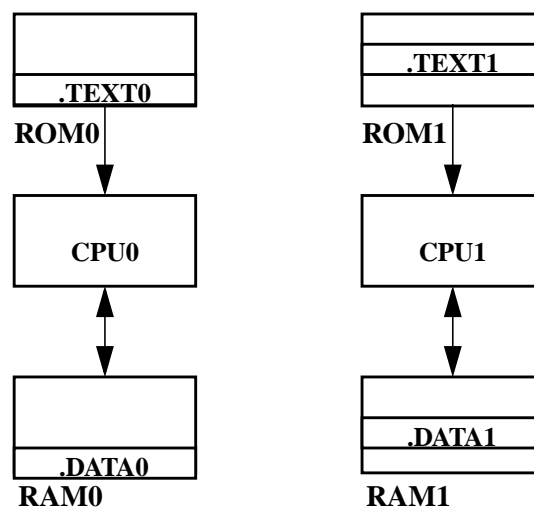 .TEXT0
.TEXT1
ROM0
ROM1
CPU0
CPU1
.DATA0
.DATA1
RAM0
RAM1